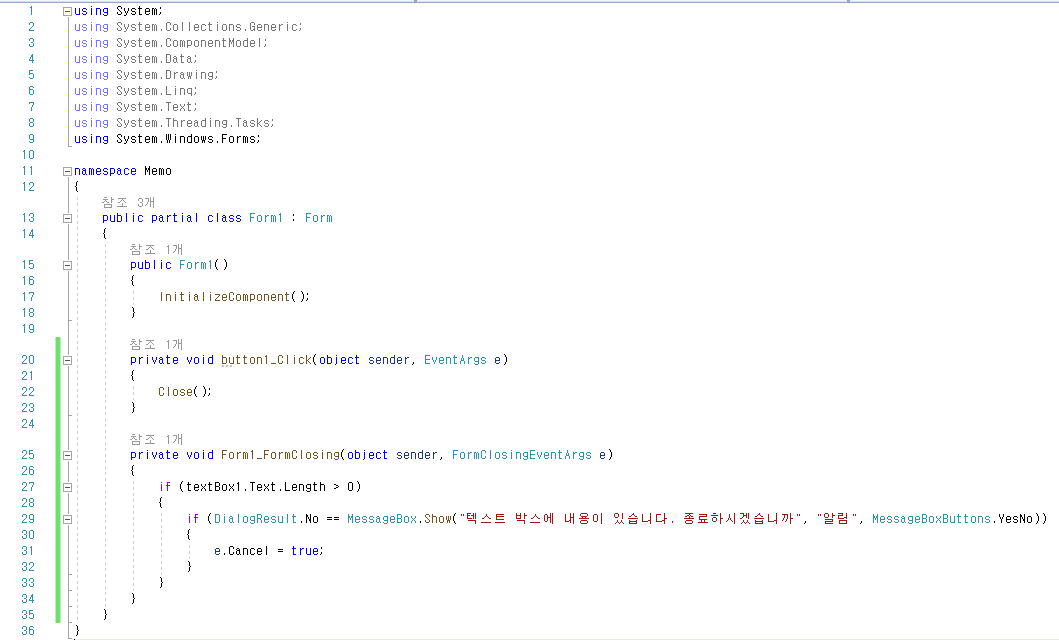 1 using System;
2 using System.Collections.Generic;
3 using System.ComponentModel;
4 using System.Data;
5 using System.Drawing;
6 using System.Linq;
7 using System.Text;
8 using System.Threading.Tasks;
9 using System.Windows.Forms;
10
11 namespace Memo
12 {
참조 3개
13 public partial class Form1 : Form
14 {
참조 1개
15 public Form1()
16 {
17 InitializeComponent();
18 }
19
참조 1개
20 private void button1_Click(object sender, EventArgs e)
21 {
22 Close();
23 }
24
참조 1개
25 private void Form1_FormClosing(object sender, FormClosingEventArgs e)
26 {
27 if (textBox1.Text.Length > 0)
28 {
29 if (DialogResult.No == MessageBox.Show("텍스트 박스에 내용이 있습니다. 종료하시겠습니까", "알림", MessageBoxButtons.YesNo))
30 {
31 e.Cancel = true;
32 }
33 }
34 }
35 }
36 }